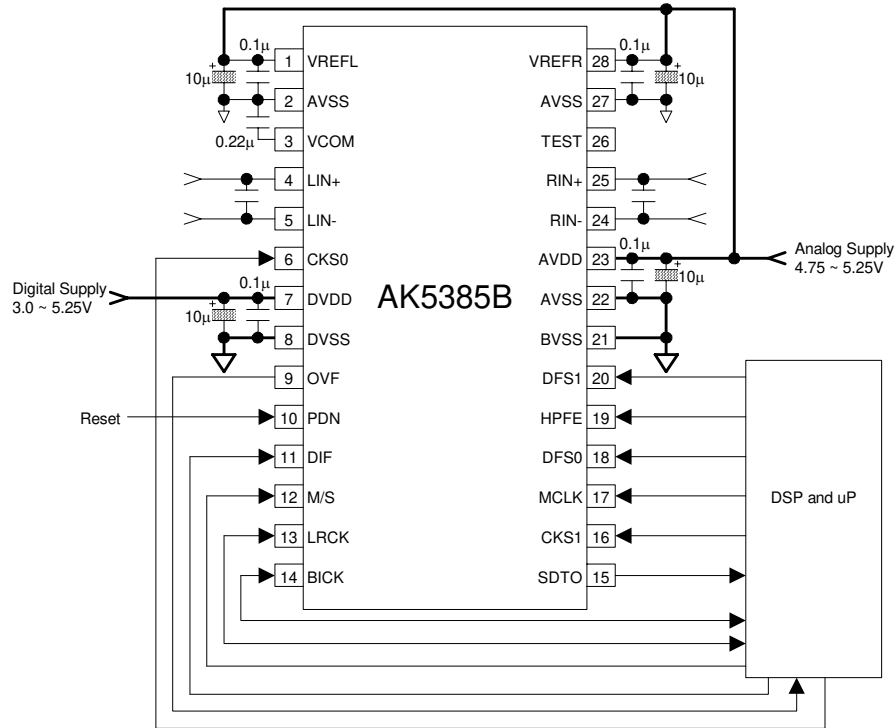 0.1μ
+
10μ
0.22μ
1 VREFL
2 AVSS
3 VCOM
4 LIN+
5 LIN-
6 CKS0
7 DVDD
8 DVSS
9 OVF
10 PDN
11 DIF
12 M/S
13 LRCK
14 BICK
Digital Supply
3.0 ~ 5.25V
0.1μ
+
10μ
Reset
AK5385B
VREFR 28
AVSS 27
TEST 26
RIN+ 25
RIN- 24
AVDD 23
AVSS 22
BVSS 21
DFS1 20
HPFE 19
DFS0 18
MCLK 17
CKS1 16
SDTO 15
0.1μ
+
10μ
0.1μ
+
10μ
Analog Supply
4.75 ~ 5.25V
DSP and uP